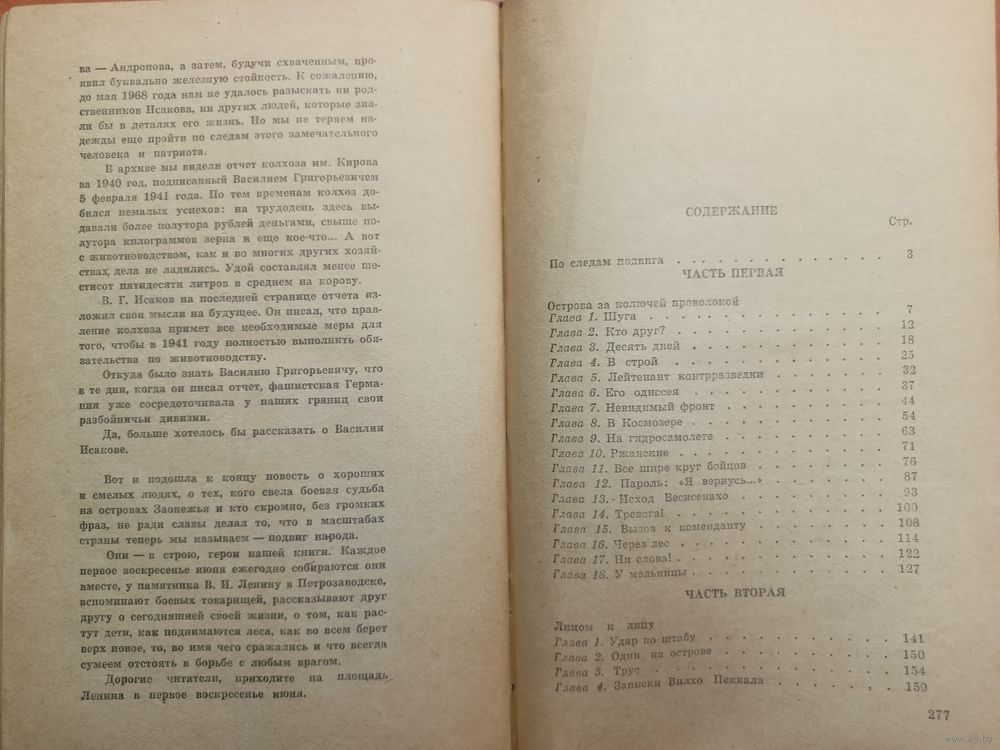 ва — Андронова, а затем, будучи схваченным, про-
явил буквально железную стойкость. К сожалению,
до мая 1968 года нам не удалось разыскать ни род-
ственников Исакова, ни других людей, которые зна-
ли бы в деталях его жизнь. Но мы не теряем на-
дежды еще пройти по следам этого замечательного
человека и патриота.
В архиве мы видели отчет колхоза им. Кирова
за 1940 год, подписанный Василием Григорьевичем
5 февраля 1941 года. По тем временам колхоз до-
бился немалых успехов: на трудодень здесь вы-
давали более полутора рублей деньгами, свыше по-
лутора килограммов зерна и еще кое-что... А вот
с животноводством, как и во многих других хозяй-
ствах, дела не ладились. Удой составлял менее ше-
стисот пятидесяти литров в среднем на корову.
В. Г. Исаков на последней странице отчета из-
ложил свои мысли на будущее. Он писал, что прав-
ление колхоза примет все необходимые меры для
того, чтобы в 1941 году полностью выполнить обя-
зательства по животноводству.
Откуда было знать Василию Григорьевичу, что
в те дни, когда он писал отчет, фашистская Герма-
ния уже сосредоточивала у наших границ свои
разбойничьи дивизии.
Да, больше хотелось бы рассказать о Василии
Исакове.
Вот и подошла к концу повесть о хороших
и смелых людях, о тех, кого свела боевая судьба
на островах Заонежья и кто скромно, без громких
фраз, не ради славы делал то, что в масштабах
страны теперь мы называем — подвиг народа.
Они — в строю, герои нашей книги. Каждое
первое воскресенье июня ежегодно собираются они
вместе, у памятника В. И. Ленину в Петрозаводске,
вспоминают боевых товарищей, рассказывают друг
другу о сегодняшней своей жизни, о том, как рас-
тут дети, как поднимаются леса, как во всем берет
верх новое, то, во имя чего сражались и что всегда
сумеем отстоять в борьбе с любым врагом.
Дорогие читатели, приходите на площадь
Ленина в первое воскресенье июня.
СОДЕРЖАНИЕ
Стр.
По следам подвига . . . . . . . . . . . . . . 3
ЧАСТЬ ПЕРВАЯ
Острова за колючей проволокой
Глава 1. Шуга . . . . . . . . . . . . . . 7
Глава 2. Кто друг? . . . . . . . . . . . . 12
Глава 3. Десять дней . . . . . . . . . . . 18
Глава 4. В строй . . . . . . . . . . . . 25
Глава 5. Лейтенант контрразведки . . . . . . . 32
Глава 6. Его одиссея . . . . . . . . . . . 37
Глава 7. Невидимый фронт . . . . . . . . . 44
Глава 8. В Космозере . . . . . . . . . . . 54
Глава 9. На гидросамолете . . . . . . . . . 63
Глава 10. Ржанские . . . . . . . . . . . 71
Глава 11. Все шире круг бойцов . . . . . . . 76
Глава 12. Пароль: «Я вернусь...» . . . . . . . 87
Глава 13. Исход Весисенахо . . . . . . . . 93
Глава 14. Тревога! . . . . . . . . . . . 100
Глава 15. Вызов к коменданту . . . . . . . 108
Глава 16. Через лес . . . . . . . . . . . 114
Глава 17. Ни слова! . . . . . . . . . . . 122
Глава 18. У мельницы . . . . . . . . . . 127
ЧАСТЬ ВТОРАЯ
Лицом к лицу
Глава 1. Удар по штабу . . . . . . . . . . 141
Глава 2. Один на острове . . . . . . . . . 150
Глава 3. Трус . . . . . . . . . . . . . 154
Глава 4. Записки Вилхо Пеккала . . . . . . . 159
277
www.ay.by